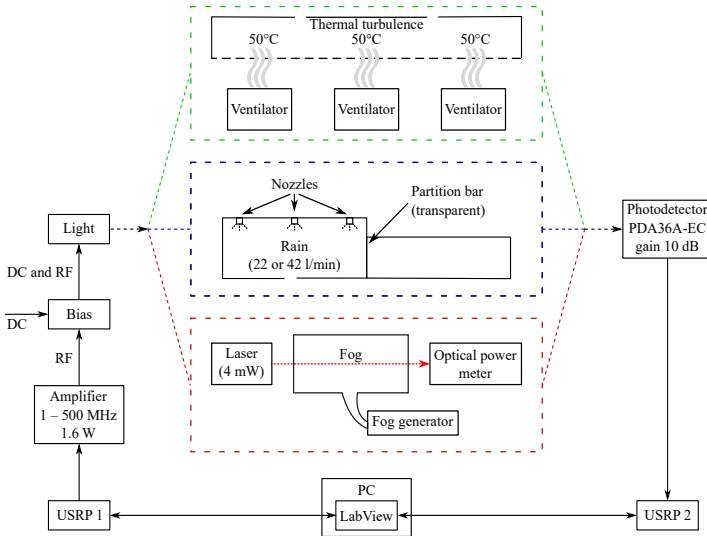 Thermal turbulence
50°C
50°C
50°C
Ventilator
Ventilator
Ventilator
Nozzles
Partition bar
(transparent)
Rain
(22 or 42 l/min)
Light
Photodetector
PDA36A-EC
gain 10 dB
DC and RF
DC
Bias
RF
Laser
(4 mW)
Fog
Optical power
meter
Fog generator
Amplifier
1 – 500 MHz
1.6 W
PC
USRP 1
LabView
USRP 2